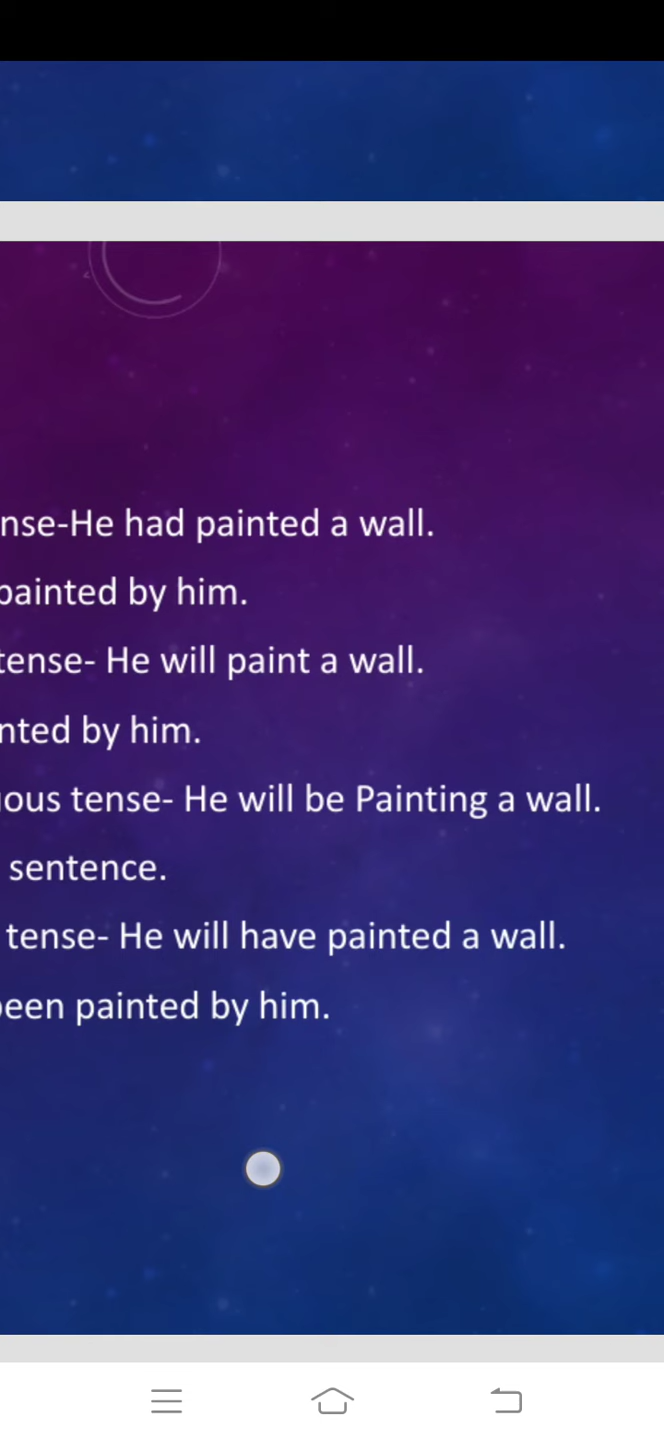 nse-He had painted a wall.
painted by him.
tense- He will paint a wall.
nted by him.
ous tense- He will be Painting a wall.
sentence.
tense- He will have painted a wall.
been painted by him.